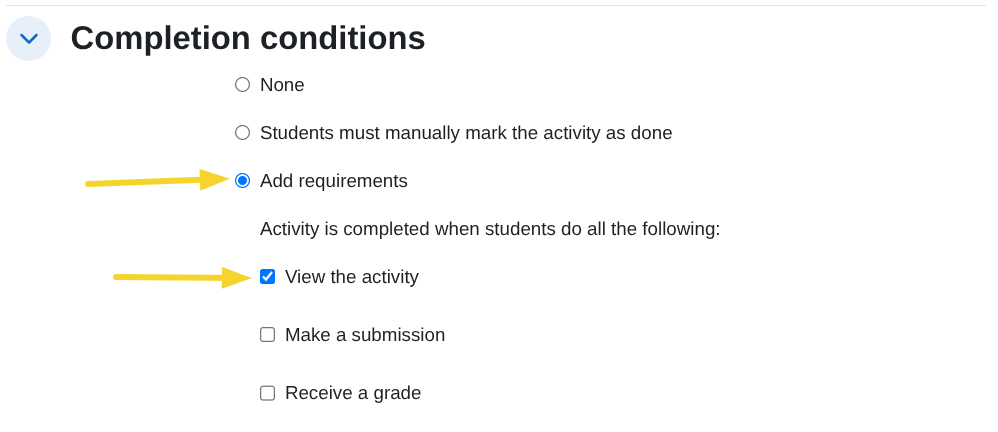 Completion conditions
None
Students must manually mark the activity as done
Add requirements
Activity is completed when students do all the following:
View the activity
Make a submission
Receive a grade